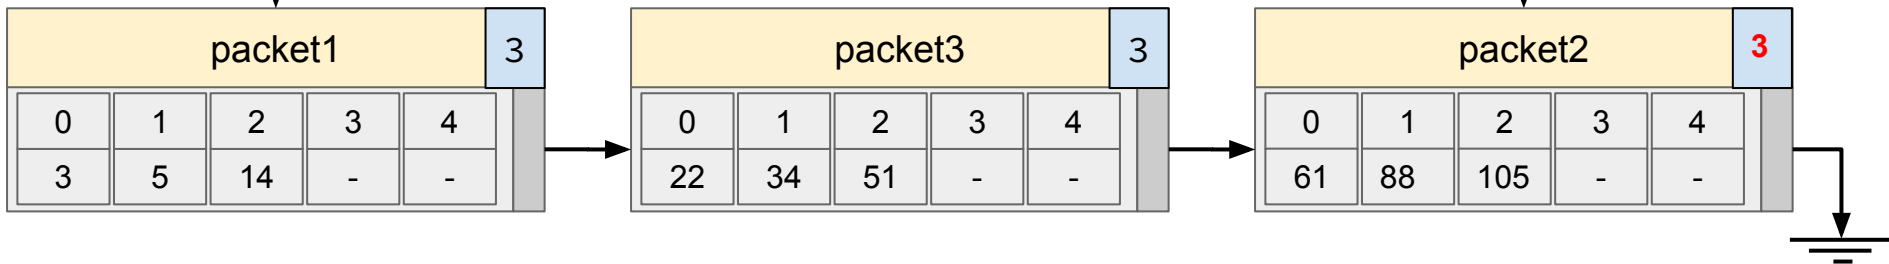 packet1 3 packet3 3 packet2 3
0 1 2 3 4 0 1 2 3 4 0 1 2 3 4
3 5 14 - - 22 34 51 - - 61 88 105 - -